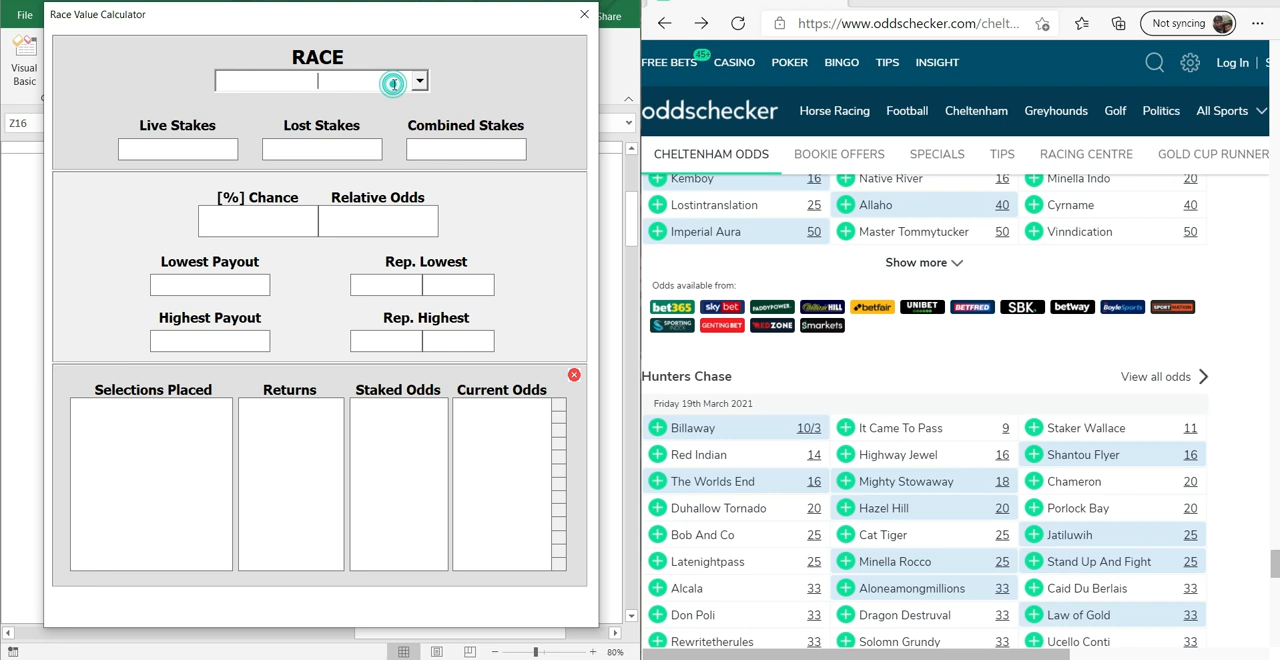 File
Race Value Calculator
Share
Visual
Basic
Z16
RACE
Live Stakes
Lost Stakes
Combined Stakes
[%] Chance
Relative Odds
Lowest Payout
Rep. Lowest
Highest Payout
Rep. Highest
Selections Placed
Returns
Staked Odds
Current Odds
80%
https://www.oddschecker.com/chelt...
Not syncing
FREE BETS
45+
CASINO
POKER
BINGO
TIPS
INSIGHT
Log In
oddschecker
Horse Racing
Football
Cheltenham
Greyhounds
Golf
Politics
All Sports
CHELTENHAM ODDS
BOOKIE OFFERS
SPECIALS
TIPS
RACING CENTRE
GOLD CUP RUNNER
Kemboy 16 Native River 16 Minella Indo 20
Lostintranslation 25 Allaho 40 Cyrname 40
Imperial Aura 50 Master Tommytucker 50 Vinndication 50
Show more
Odds available from:
bet365 sky bet PADDYPOWER William HILL betfair UNIBET BETFRED SBK betway BoyleSports SPORTNATION
SPORTING INDEX GENTINGBET REDZONE Smarkets
Hunters Chase
View all odds
Friday 19th March 2021
Billaway 10/3 It Came To Pass 9 Staker Wallace 11
Red Indian 14 Highway Jewel 16 Shantou Flyer 16
The Worlds End 16 Mighty Stowaway 18 Chameron 20
Duhallow Tornado 20 Hazel Hill 20 Porlock Bay 20
Bob And Co 25 Cat Tiger 25 Jatiluwih 25
Latenightpass 25 Minella Rocco 25 Stand Up And Fight 25
Alcala 33 Aloneamongmillions 33 Caid Du Berlais 33
Don Poli 33 Dragon Destruval 33 Law of Gold 33
Rewritetherules 33 Solomn Grundy 33 Ucello Conti 33